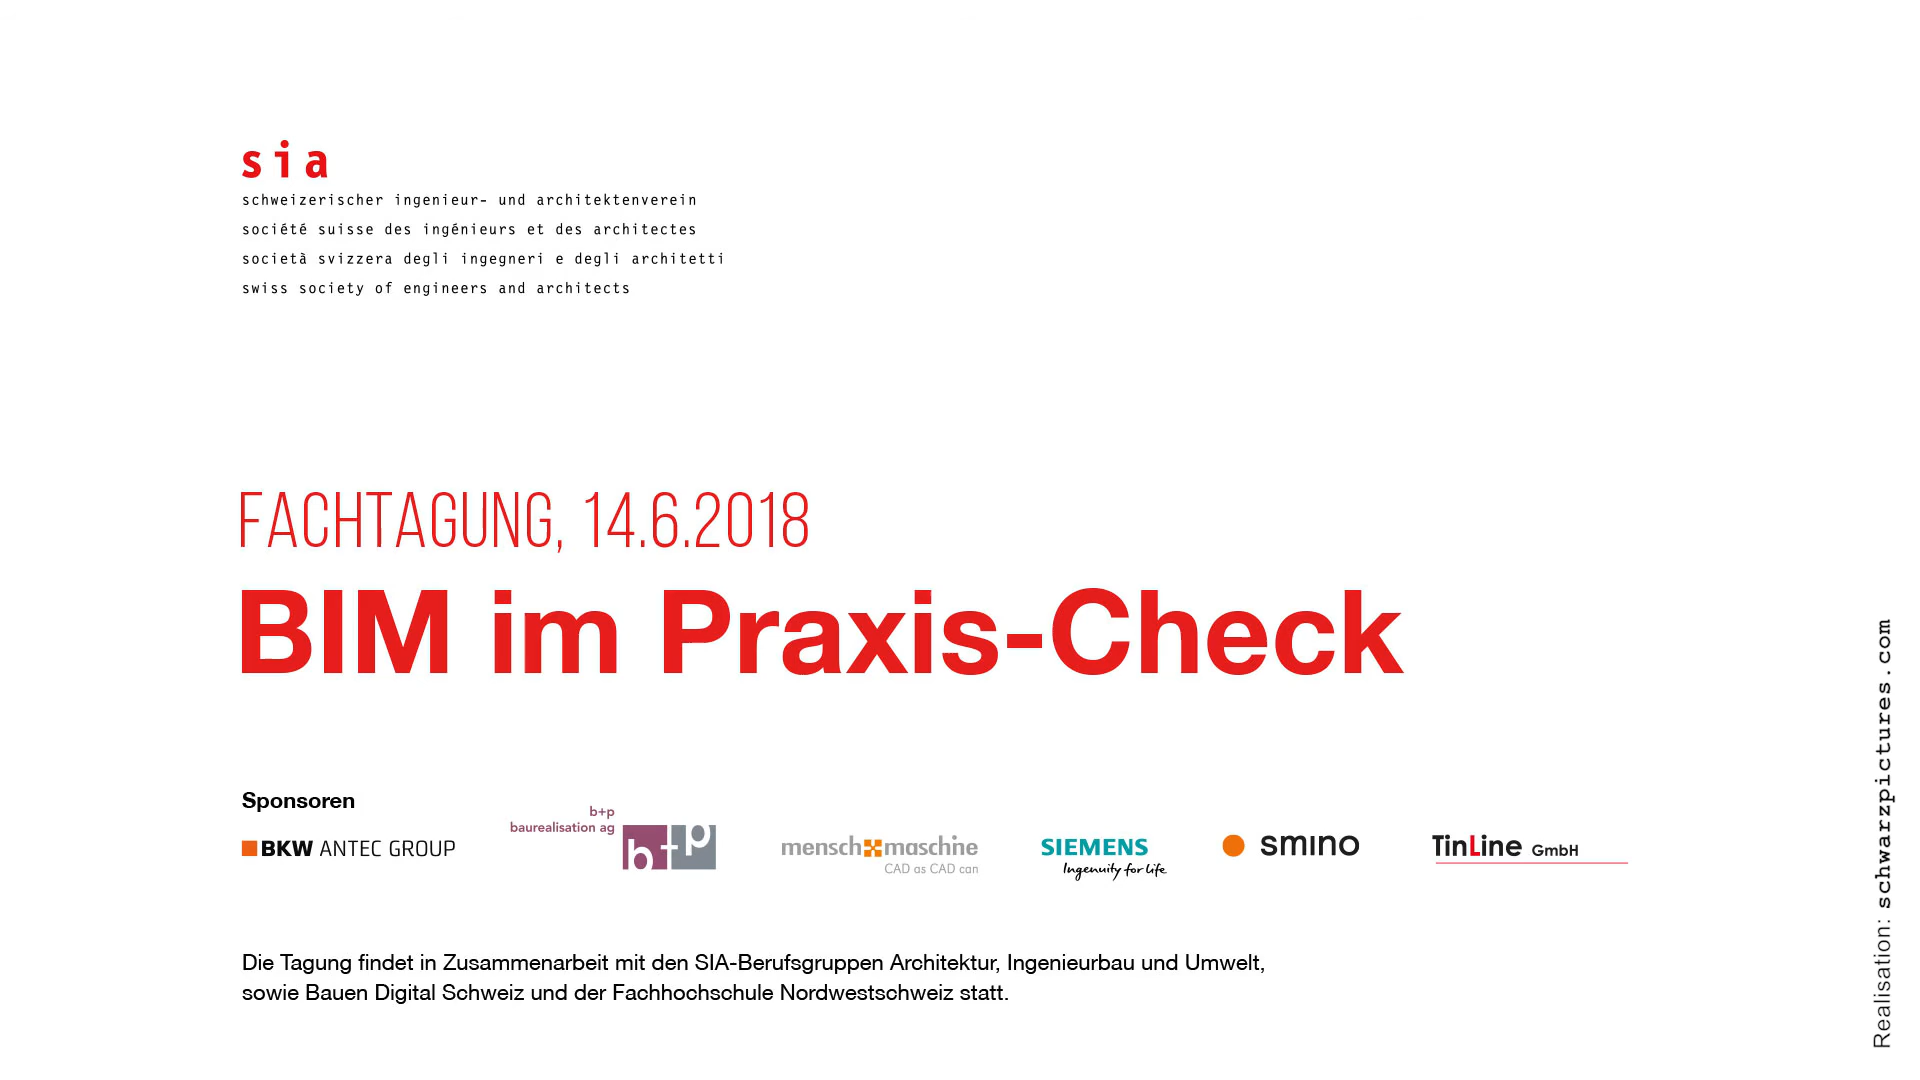 sia
schweizerischer ingenieur- und architektenverein
société suisse des ingénieurs et des architectes
società svizzera degli ingegneri e degli architetti
swiss society of engineers and architects
FACHTAGUNG, 14.6.2018
BIM im Praxis-Check
Sponsoren
BKW ANTEC GROUP
b+p
baurealisation ag
b+p
mensch maschine
CAD as CAD can
SIEMENS
Ingenuity for life
smino
TinLine GmbH
Die Tagung findet in Zusammenarbeit mit den SIA-Berufsgruppen Architektur, Ingenieurbau und Umwelt,
sowie Bauen Digital Schweiz und der Fachhochschule Nordwestschweiz statt.
Realisation: schwarzpictures.com